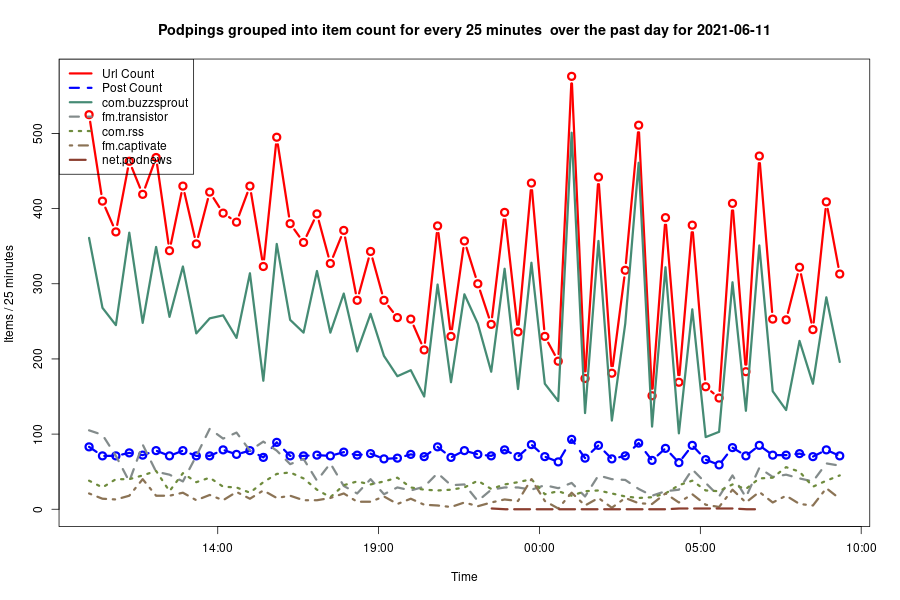 Podpings grouped into item count for every 25 minutes  over the past day for 2021-06-11
Url Count
Post Count
com.buzzsprout
fm.transistor
com.rss
fm.captivate
net.podnews
Items / 25 minutes
500
400
300
200
100
0
14:00
19:00
00:00
05:00
10:00
Time